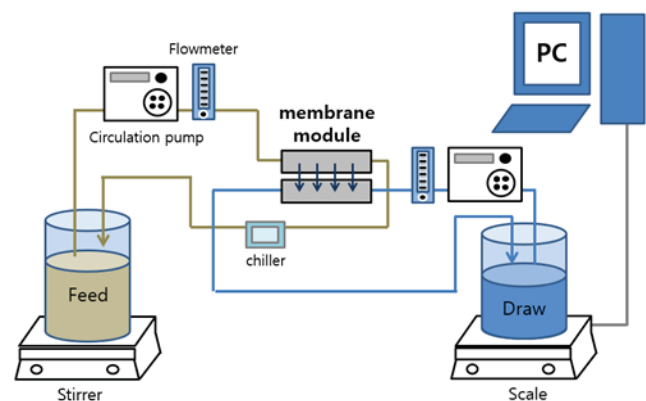 Flowmeter
PC
Circulation pump
membrane
module
chiller
Feed
Draw
Stirrer
Scale